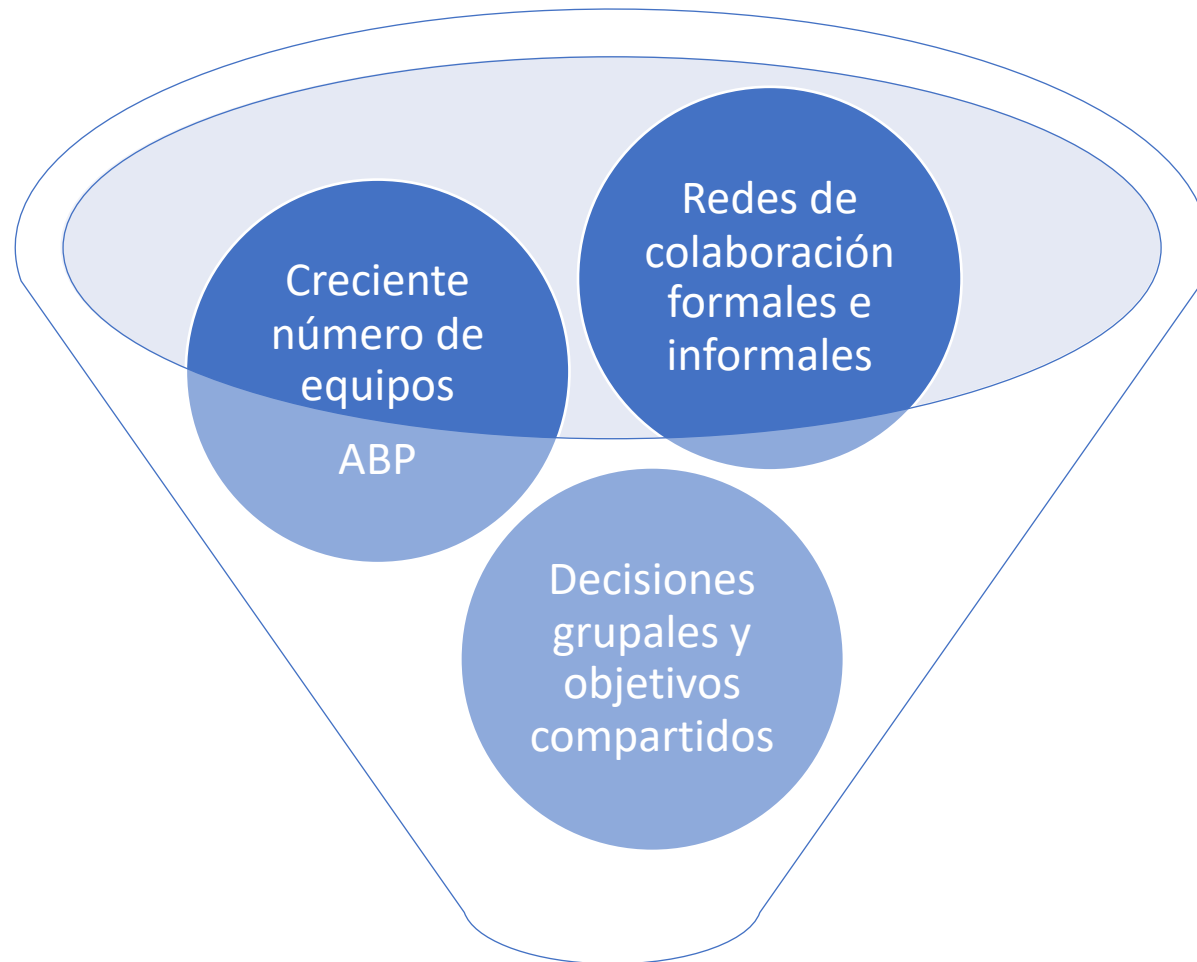 Creciente
número de
equipos
ABP
Redes de
colaboración
formales e
informales
Decisiones
grupales y
objetivos
compartidos